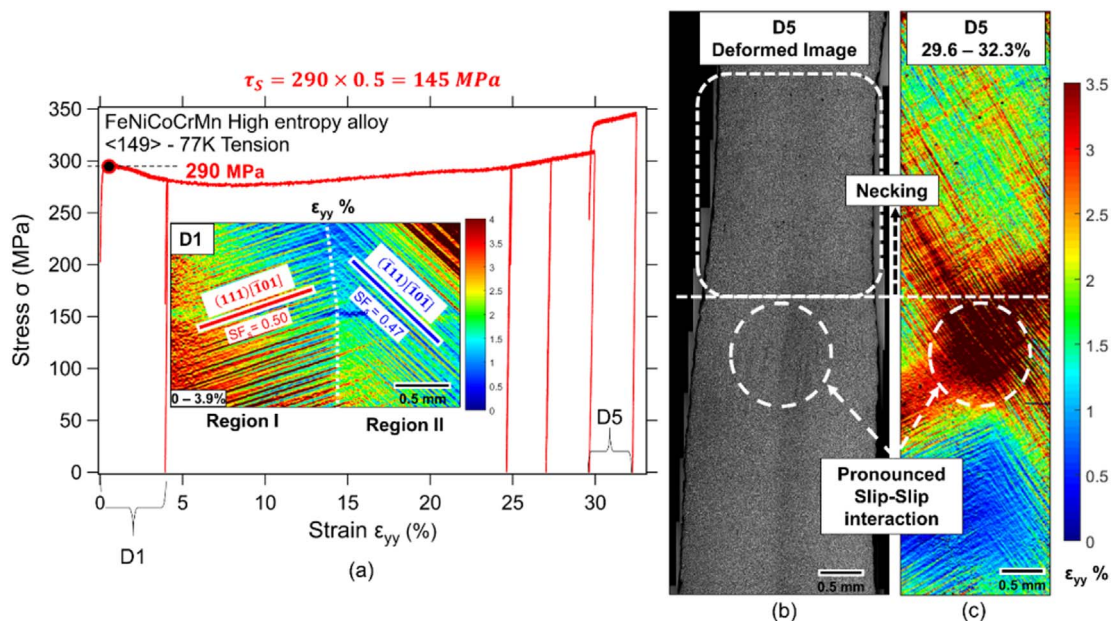 τ_S = 290 × 0.5 = 145 MPa
350
300
250
200
150
100
50
0
Stress σ (MPa)
FeNiCoCrMn High entropy alloy
<149> - 77K Tension
290 MPa
ε_yy %
D1
(111)[1̄01]
SF = 0.50
(1̄11)[1̄01̄]
SF = 0.47
0 – 3.9%
0.5 mm
4
3.5
3
2.5
2
1.5
1
0.5
0
Region I
Region II
D5
0
5
10
15
20
25
30
Strain ε_yy (%)
D1
(a)
D5
Deformed Image
Necking
Pronounced
Slip-Slip
interaction
0.5 mm
(b)
D5
29.6 – 32.3%
0.5 mm
(c)
3.5
3
2.5
2
1.5
1
0.5
0
ε_yy %